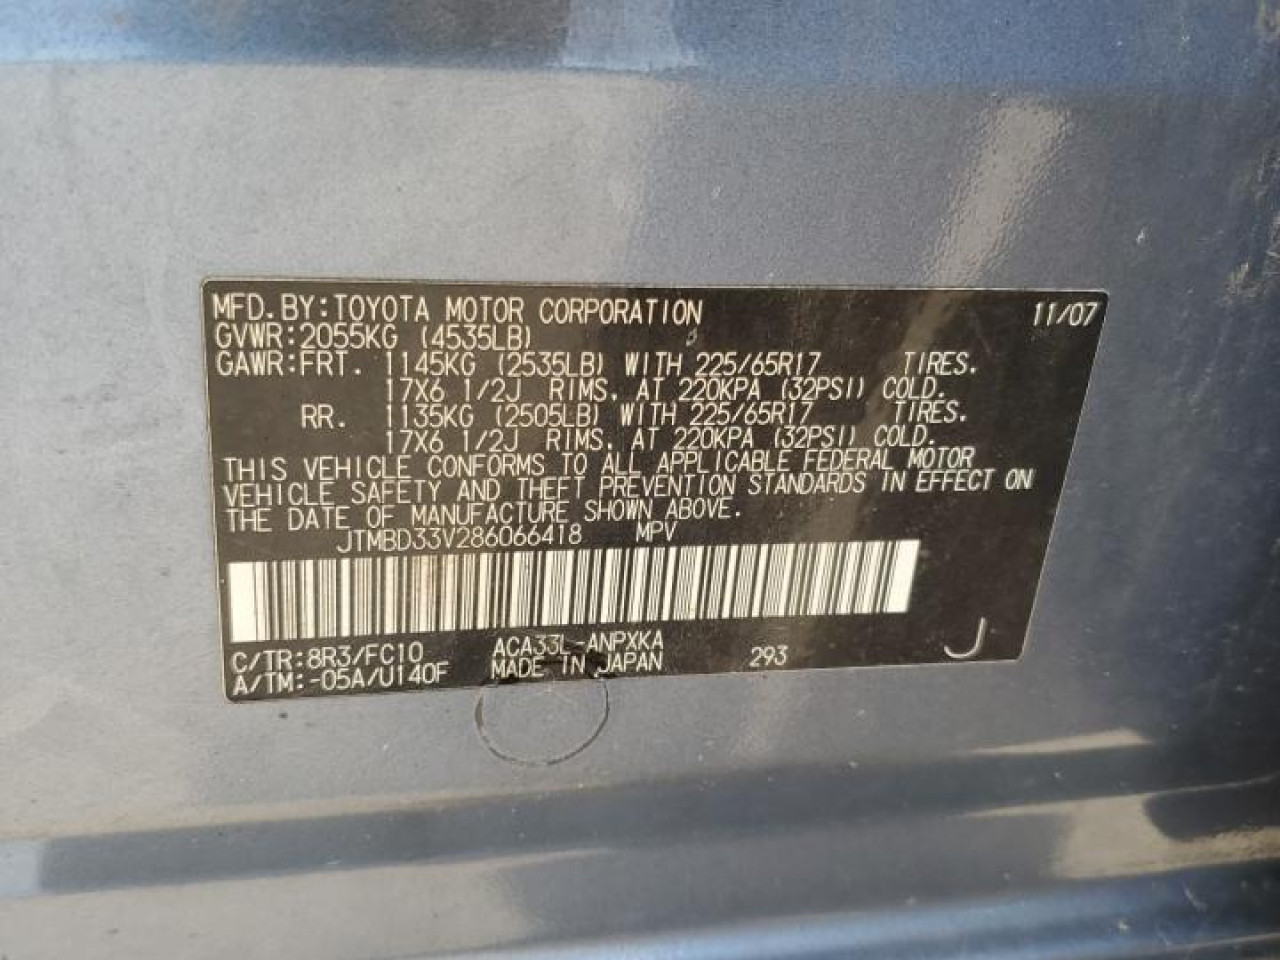 MFD.BY:TOYOTA MOTOR CORPORATION 11/07
GVWR:2055KG (4535LB)
GAWR:FRT. 1145KG (2535LB) WITH 225/65R17 TIRES.
17X6 1/2J RIMS. AT 220KPA (32PSI) COLD.
RR. 1135KG (2505LB) WITH 225/65R17 TIRES.
17X6 1/2J RIMS. AT 220KPA (32PSI) COLD.
THIS VEHICLE CONFORMS TO ALL APPLICABLE FEDERAL MOTOR
VEHICLE SAFETY AND THEFT PREVENTION STANDARDS IN EFFECT ON
THE DATE OF MANUFACTURE SHOWN ABOVE.
JTMBD33V286066418 MPV
C/TR:8R3/FC10 ACA33L-ANPXKA
A/TM:-05A/U140F MADE IN JAPAN 293 J